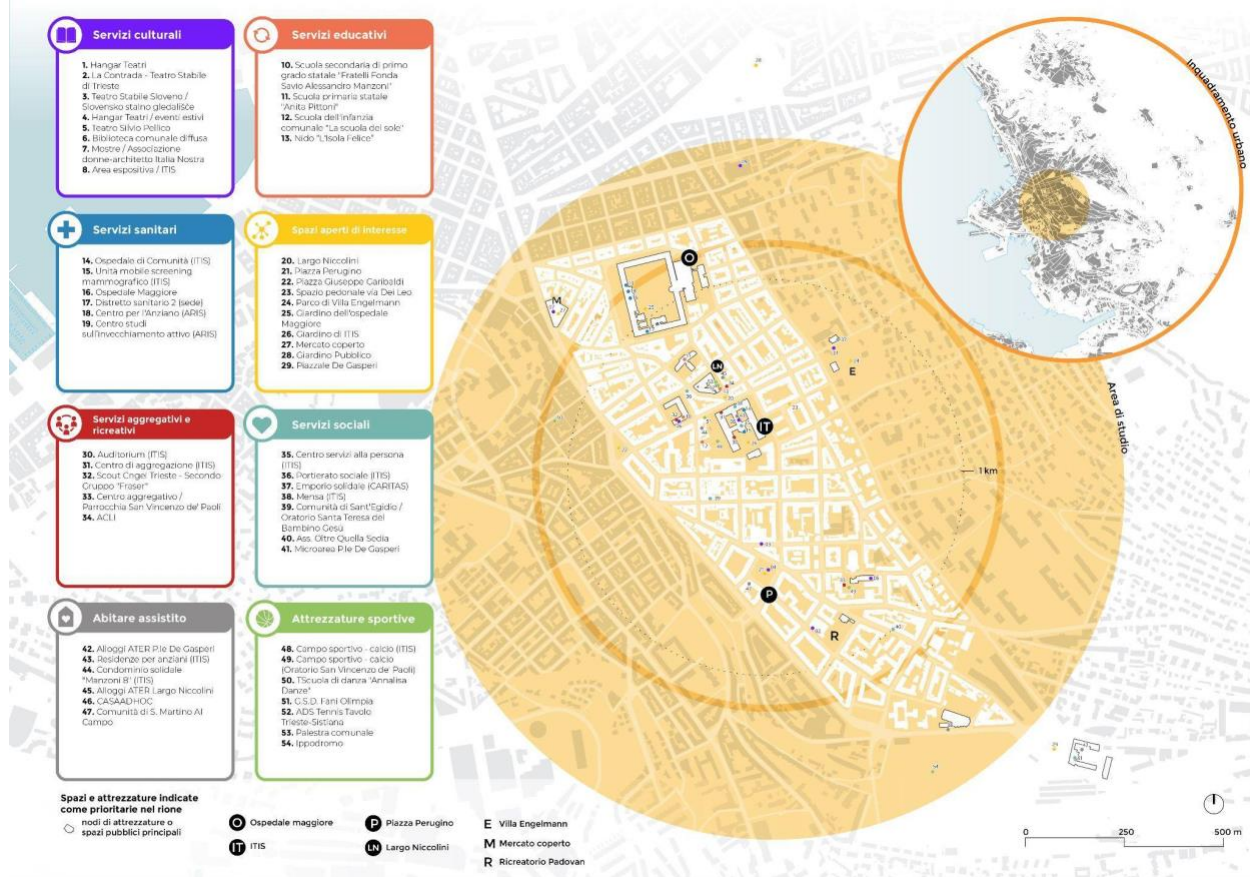 Servizi culturali
1. Hangar Teatri
2. La Contrada - Teatro Stabile
di Trieste
3. Teatro Stabile Sloveno /
Slovensko stalno gledališče
4. Hangar Teatri / eventi estivi
5. Teatro Silvio Pellico
6. Biblioteca comunale diffusa
7. Mostre / Associazione
donne-architetto Italia Nostra
8. Area espositiva / ITIS
Servizi educativi
10. Scuola secondaria di primo
grado statale "Fratelli Fonda
Savio Alessandro Manzoni"
11. Scuola primaria statale
"Anita Pittoni"
12. Scuola dell'infanzia
comunale "La scuola del sole"
13. Nido "L'Isola Felice"
Servizi sanitari
14. Ospedale di Comunità (ITIS)
15. Unità mobile screening
mammografico (ITIS)
16. Ospedale Maggiore
17. Distretto sanitario 2 (sede)
18. Centro per l'Anziano (ARIS)
19. Centro studi
sull'invecchiamento attivo (ARIS)
Spazi aperti di interesse
20. Largo Niccolini
21. Piazza Perugino
22. Piazza Giuseppe Garibaldi
23. Spazio pedonale via Dei Leo
24. Parco di Villa Engelmann
25. Giardino dell'ospedale
Maggiore
26. Giardino di ITIS
27. Mercato coperto
28. Giardino Pubblico
29. Piazzale De Gasperi
Servizi aggregativi e
ricreativi
30. Auditorium (ITIS)
31. Centro di aggregazione (ITIS)
32. Scout Cngei Trieste - Secondo
Gruppo "Fraser"
33. Centro aggregativo /
Parrocchia San Vincenzo de' Paoli
34. ACLI
Servizi sociali
35. Centro servizi alla persona
(ITIS)
36. Portierato sociale (ITIS)
37. Emporio solidale (CARITAS)
38. Mensa (ITIS)
39. Comunità di Sant'Egidio /
Oratorio Santa Teresa del
Bambino Gesù
40. Ass. Oltre Quella Sedia
41. Microarea P.le De Gasperi
Abitare assistito
42. Alloggi ATER P.le De Gasperi
43. Residenze per anziani (ITIS)
44. Condominio solidale
"Manzoni 8" (ITIS)
45. Alloggi ATER Largo Niccolini
46. CASAADHOC
47. Comunità di S. Martino Al
Campo
Attrezzature sportive
48. Campo sportivo - calcio (ITIS)
49. Campo sportivo - calcio
(Oratorio San Vincenzo de' Paoli)
50. TScuola di danza "Annalisa
Danze"
51. G.S.D. Fani Olimpia
52. ADS Tennis Tavolo
Trieste-Sistiana
53. Palestra comunale
54. Ippodromo
Spazi e attrezzature indicate
come prioritarie nel rione
nodi di attrezzature o
spazi pubblici principali
O Ospedale maggiore
IT ITIS
P Piazza Perugino
LN Largo Niccolini
E Villa Engelmann
M Mercato coperto
R Ricreatorio Padovan
Inquadramento urbano
Area di studio
1 km
O
M
LN
E
IT
P
R
0 250 500 m